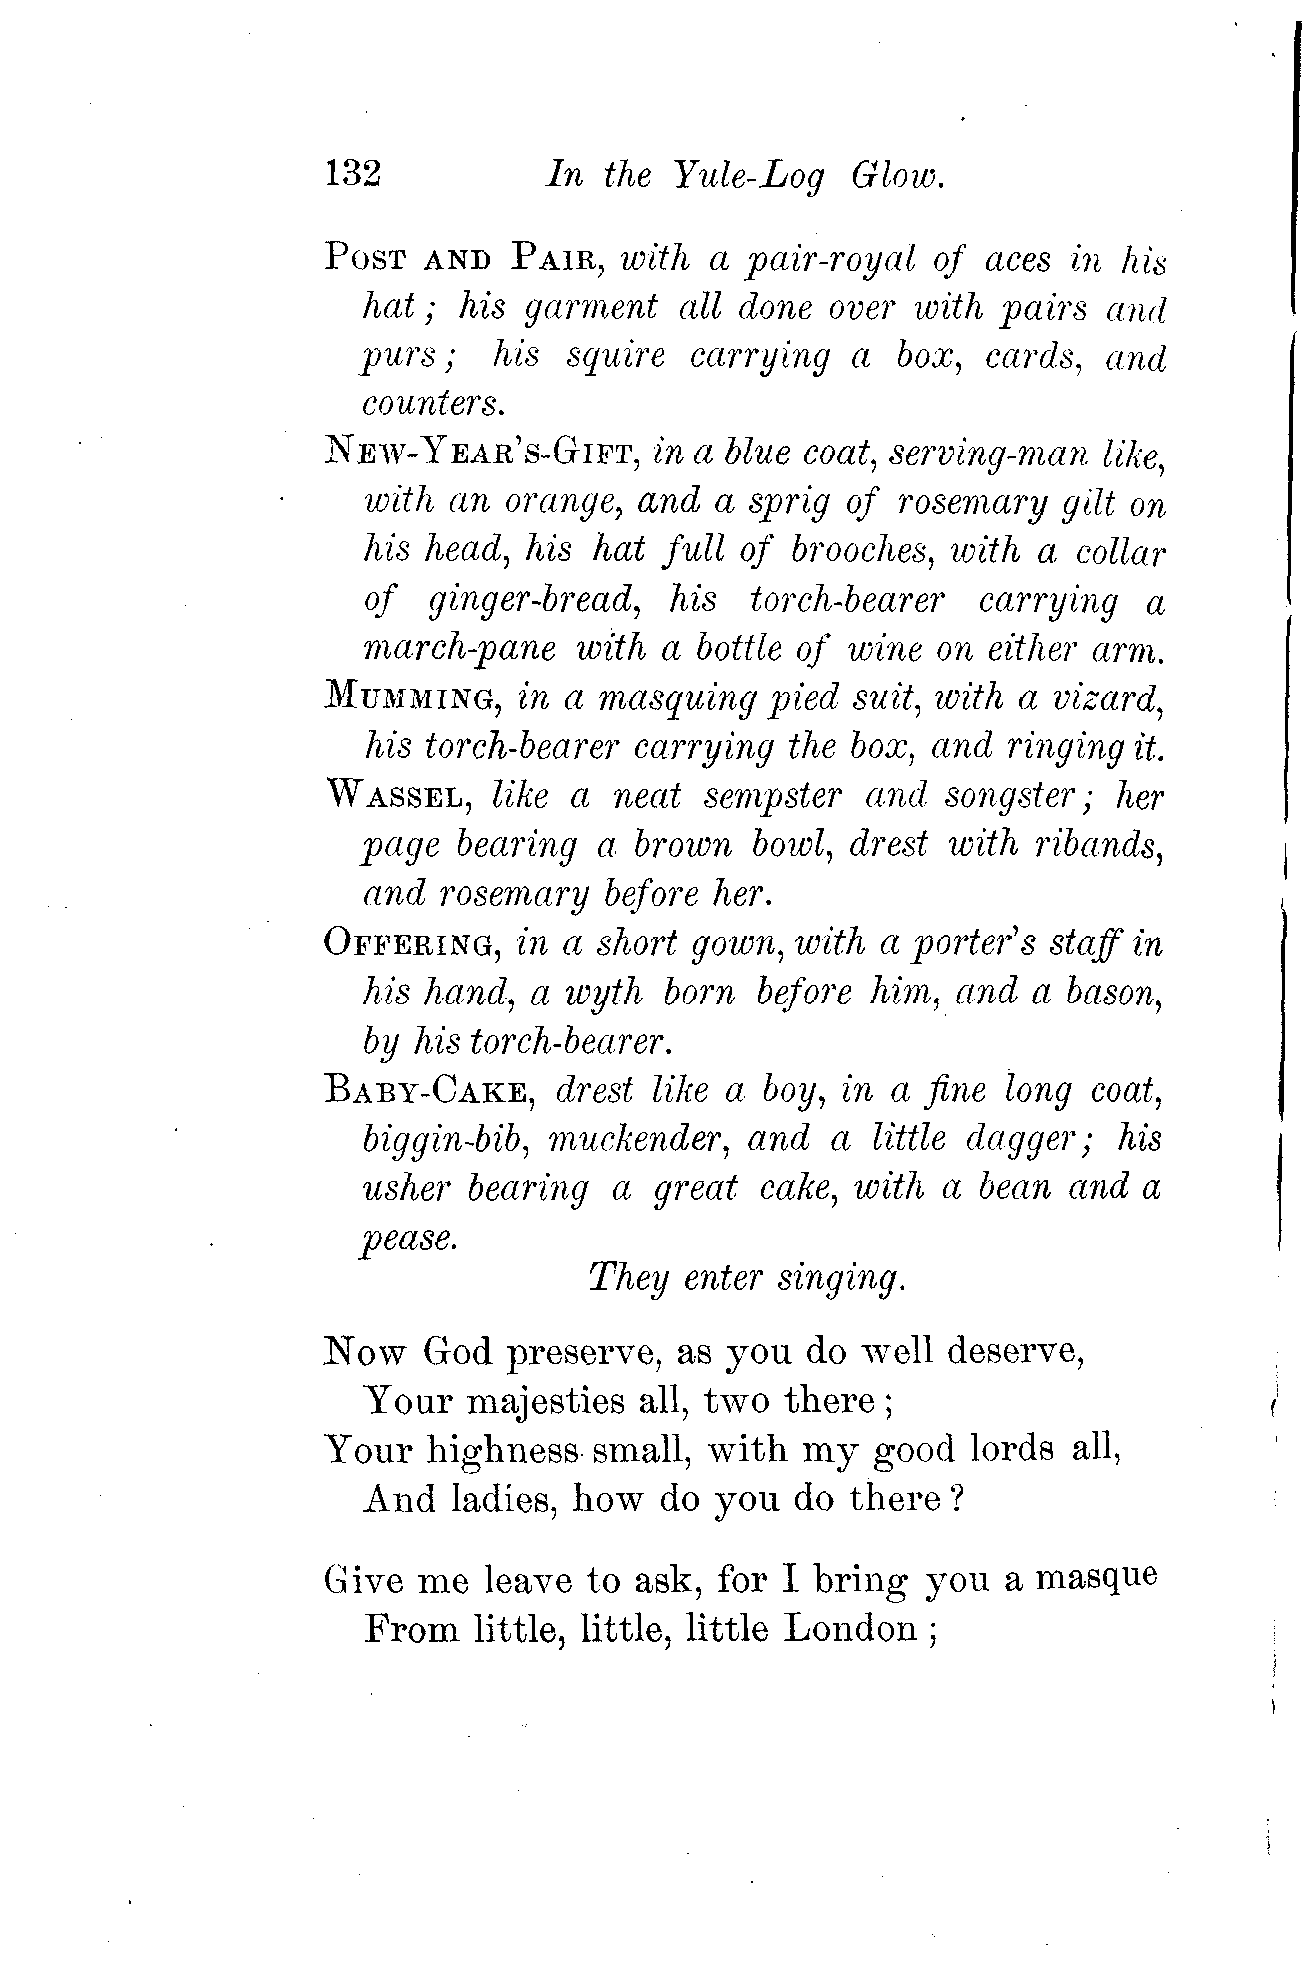 132 In the Yule-Log Glow.
Post and Pair, with a pair-royal of aces in his
hat; his garment all done over with pairs and
purs; his squire carrying a box, cards, and
counters.
New-Year's-Gift, in a blue coat, serving-man like,
with an orange, and a sprig of rosemary gilt on
his head, his hat full of brooches, with a collar
of ginger-bread, his torch-bearer carrying a
march-pane with a bottle of wine on either arm.
Mumming, in a masquing pied suit, with a vizard,
his torch-bearer carrying the box, and ringing it.
Wassel, like a neat sempster and songster; her
page bearing a brown bowl, drest with ribands,
and rosemary before her.
Offering, in a short gown, with a porter's staff in
his hand, a wyth born before him, and a bason,
by his torch-bearer.
Baby-Cake, drest like a boy, in a fine long coat,
biggin-bib, muckender, and a little dagger; his
usher bearing a great cake, with a bean and a
pease.
They enter singing.
Now God preserve, as you do well deserve,
Your majesties all, two there;
Your highness small, with my good lords all,
And ladies, how do you do there?
Give me leave to ask, for I bring you a masque
From little, little, little London;